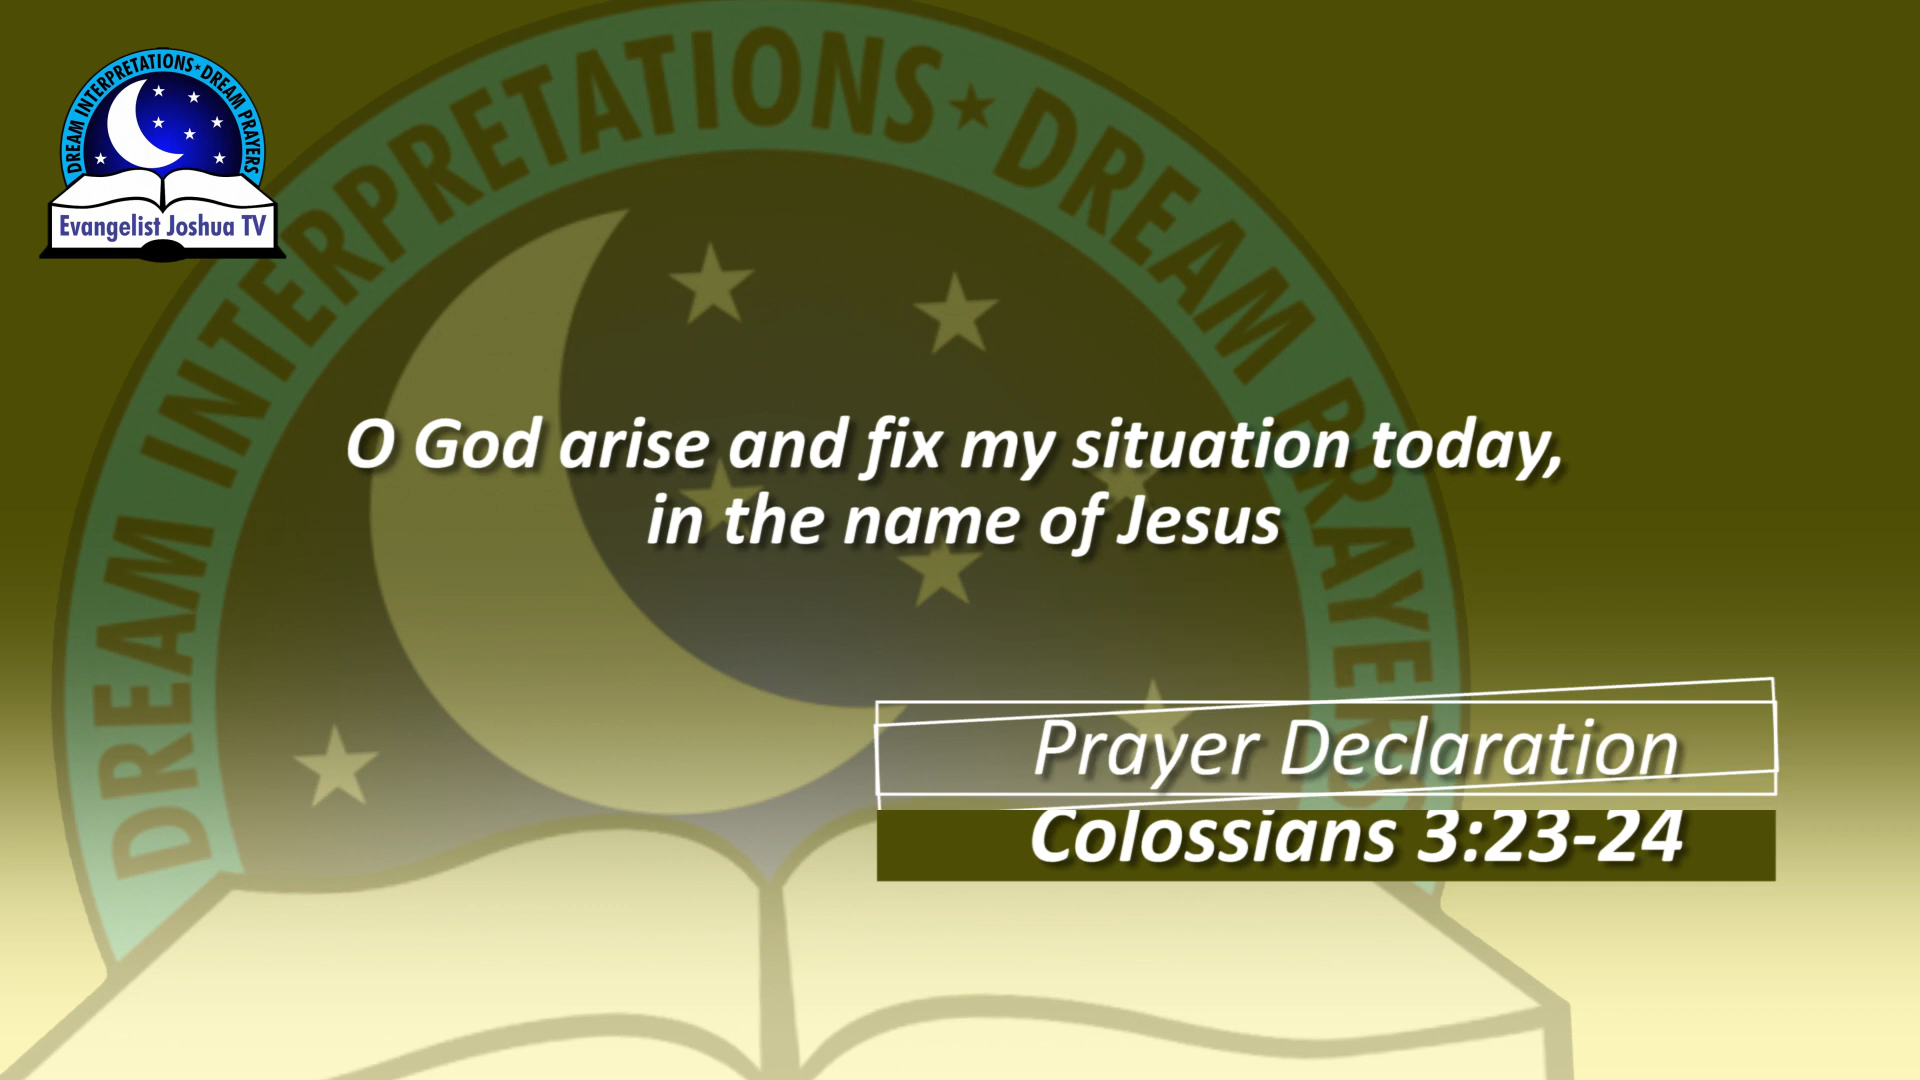 DREAM INTERPRETATIONS★DREAM PRAYERS
Evangelist Joshua TV
DREAM INTERPRETATIONS★DREAM PRAYERS
O God arise and fix my situation today,
in the name of Jesus
Prayer Declaration
Colossians 3:23-24